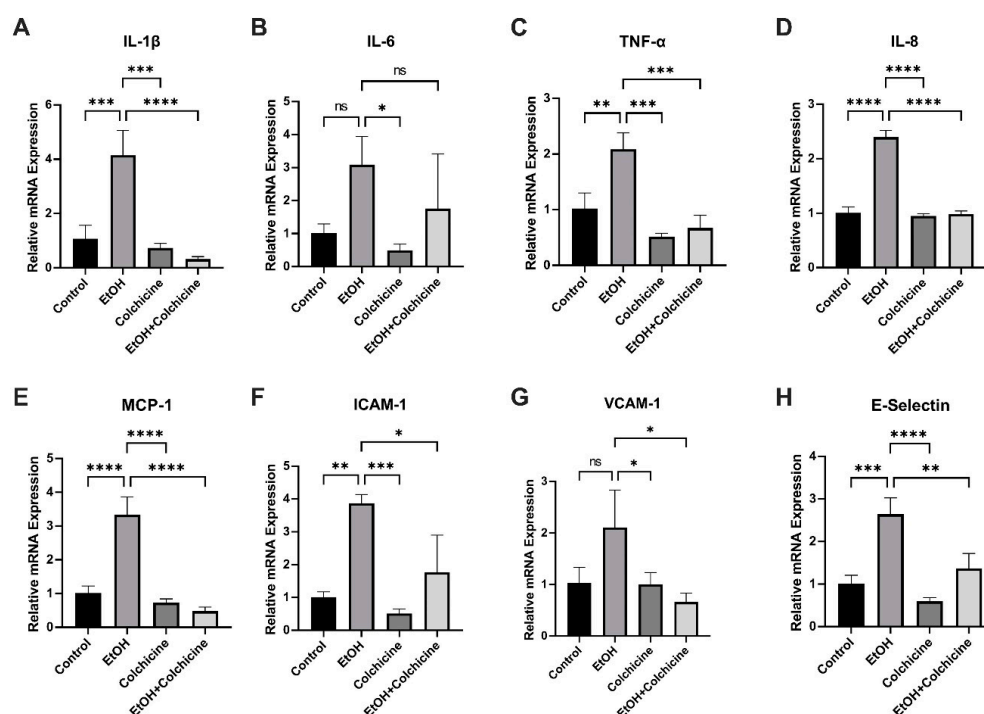 A
IL-1β
***
*** ****
Relative mRNA Expression
6
4
2
0
Control
EtOH
Colchicine
EtOH+Colchicine
B
IL-6
ns
ns *
Relative mRNA Expression
5
4
3
2
1
0
Control
EtOH
Colchicine
EtOH+Colchicine
C
TNF-α
***
** ***
Relative mRNA Expression
3
2
1
0
Control
EtOH
Colchicine
EtOH+Colchicine
D
IL-8
****
**** ****
Relative mRNA Expression
3
2
1
0
Control
EtOH
Colchicine
EtOH+Colchicine
E
MCP-1
****
**** ****
Relative mRNA Expression
5
4
3
2
1
0
Control
EtOH
Colchicine
EtOH+Colchicine
F
ICAM-1
*
** ***
Relative mRNA Expression
5
4
3
2
1
0
Control
EtOH
Colchicine
EtOH+Colchicine
G
VCAM-1
*
ns *
Relative mRNA Expression
3
2
1
0
Control
EtOH
Colchicine
EtOH+Colchicine
H
E-Selectin
****
*** **
Relative mRNA Expression
4
3
2
1
0
Control
EtOH
Colchicine
EtOH+Colchicine